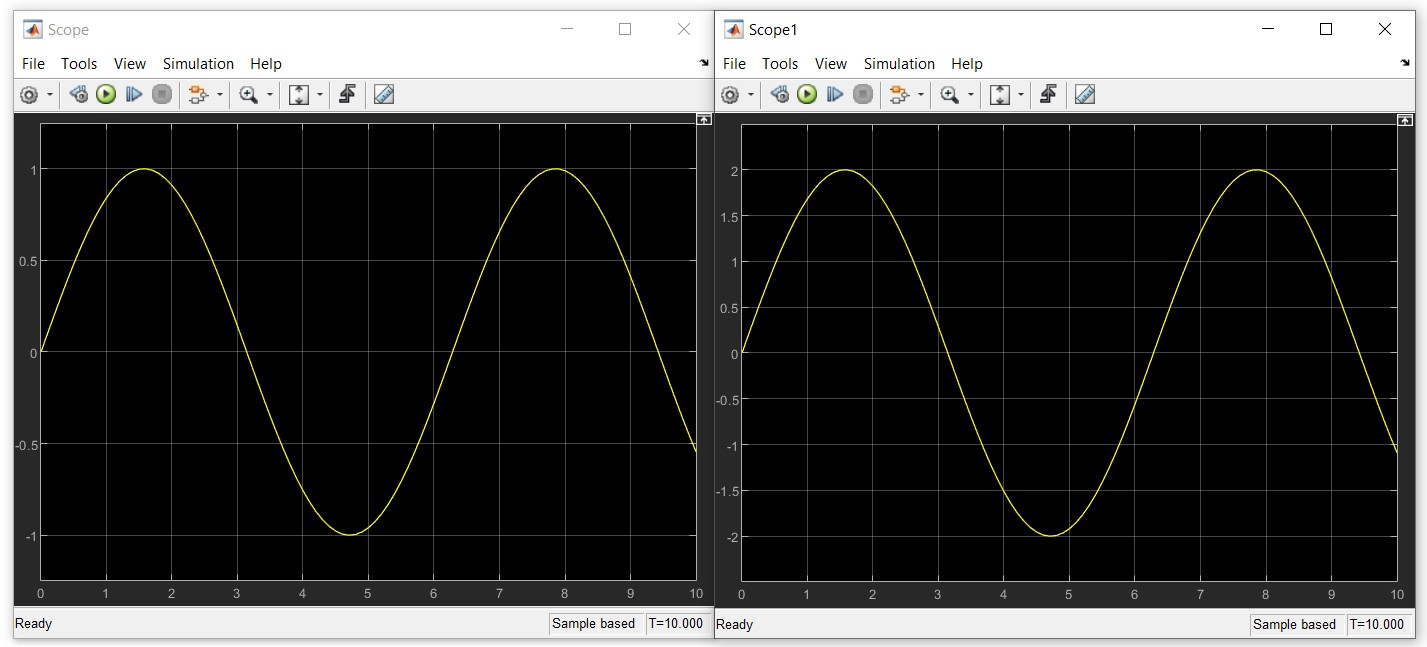 Scope
File Tools View Simulation Help
1
0.5
0
-0.5
-1
0 1 2 3 4 5 6 7 8 9 10
Ready Sample based T=10.000
Scope1
File Tools View Simulation Help
2
1.5
1
0.5
0
-0.5
-1
-1.5
-2
0 1 2 3 4 5 6 7 8 9 10
Ready Sample based T=10.000